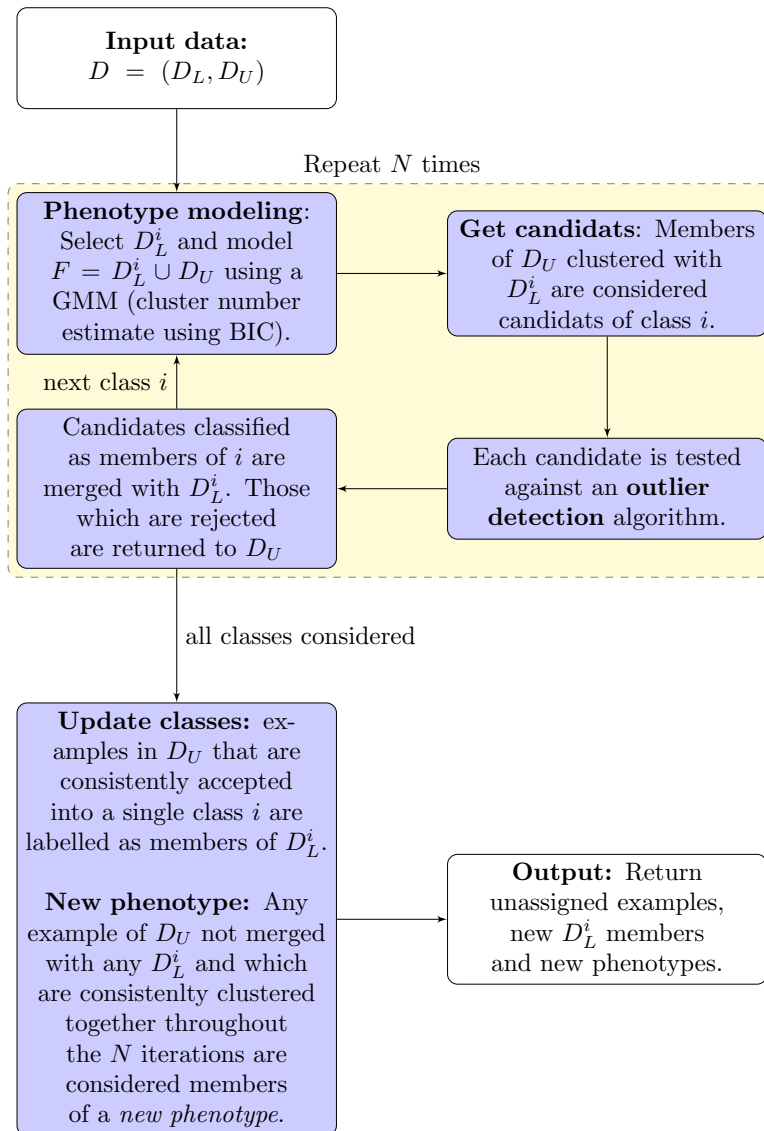 Input data:
D = (D_L, D_U)
Repeat N times
Phenotype modeling:
Select D_L^i and model
F = D_L^i ∪ D_U using a
GMM (cluster number
estimate using BIC).
Get candidats: Members
of D_U clustered with
D_L^i are considered
candidats of class i.
next class i
Candidates classified
as members of i are
merged with D_L^i. Those
which are rejected
are returned to D_U
Each candidate is tested
against an outlier
detection algorithm.
all classes considered
Update classes: ex-
amples in D_U that are
consistently accepted
into a single class i are
labelled as members of D_L^i.
New phenotype: Any
example of D_U not merged
with any D_L^i and which
are consistenlty clustered
together throughout
the N iterations are
considered members
of a new phenotype.
Output: Return
unassigned examples,
new D_L^i members
and new phenotypes.